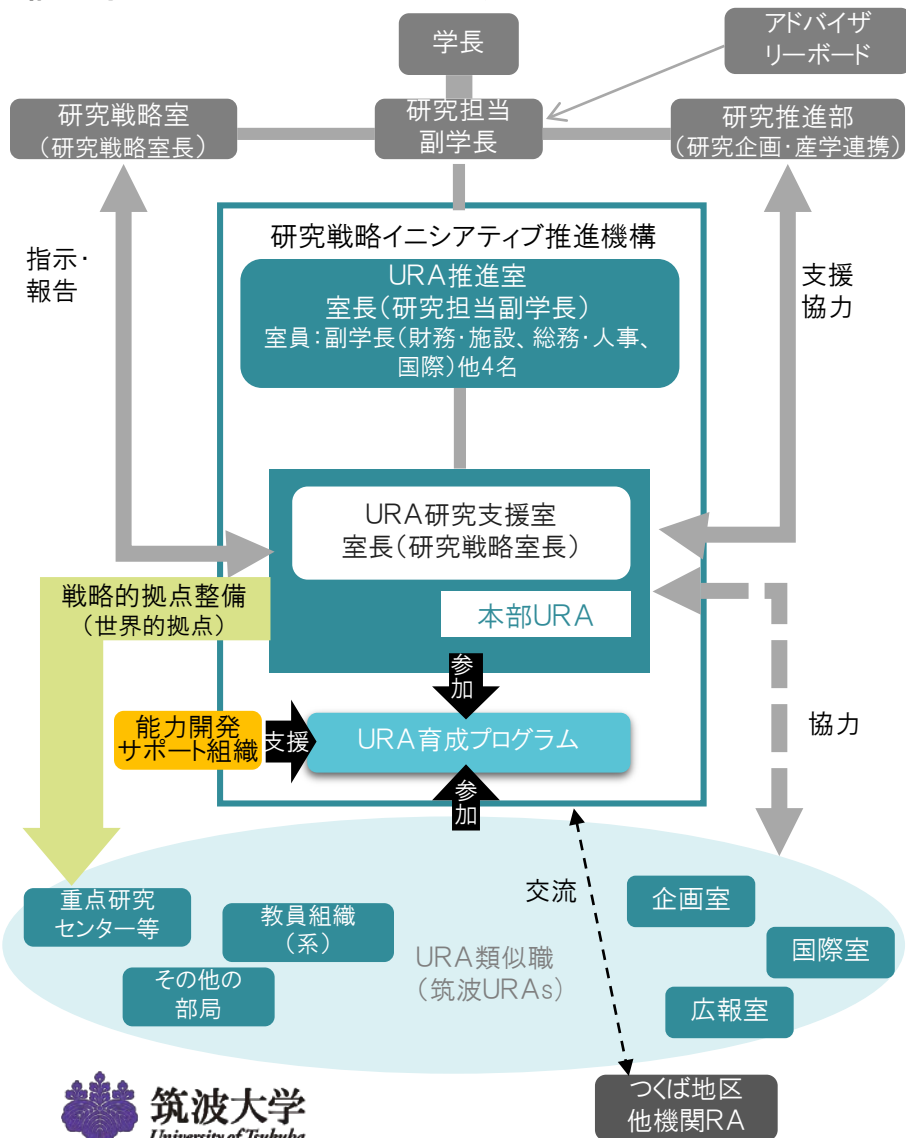 学長
アドバイザ
リーボード
研究戦略室
(研究戦略室長)
研究担当
副学長
研究推進部
(研究企画・産学連携)
指示・
報告
支援
協力
研究戦略イニシアティブ推進機構
URA推進室
室長(研究担当副学長)
室員:副学長(財務・施設、総務・人事、
国際)他4名
URA研究支援室
室長(研究戦略室長)
本部URA
戦略的拠点整備
(世界的拠点)
参加
能力開発
サポート組織
支援
URA育成プログラム
協力
参加
重点研究
センター等
教員組織
(系)
その他の
部局
URA類似職
(筑波URAs)
交流
企画室
国際室
広報室
つくば地区
他機関RA
筑波大学
University of Tsukuba